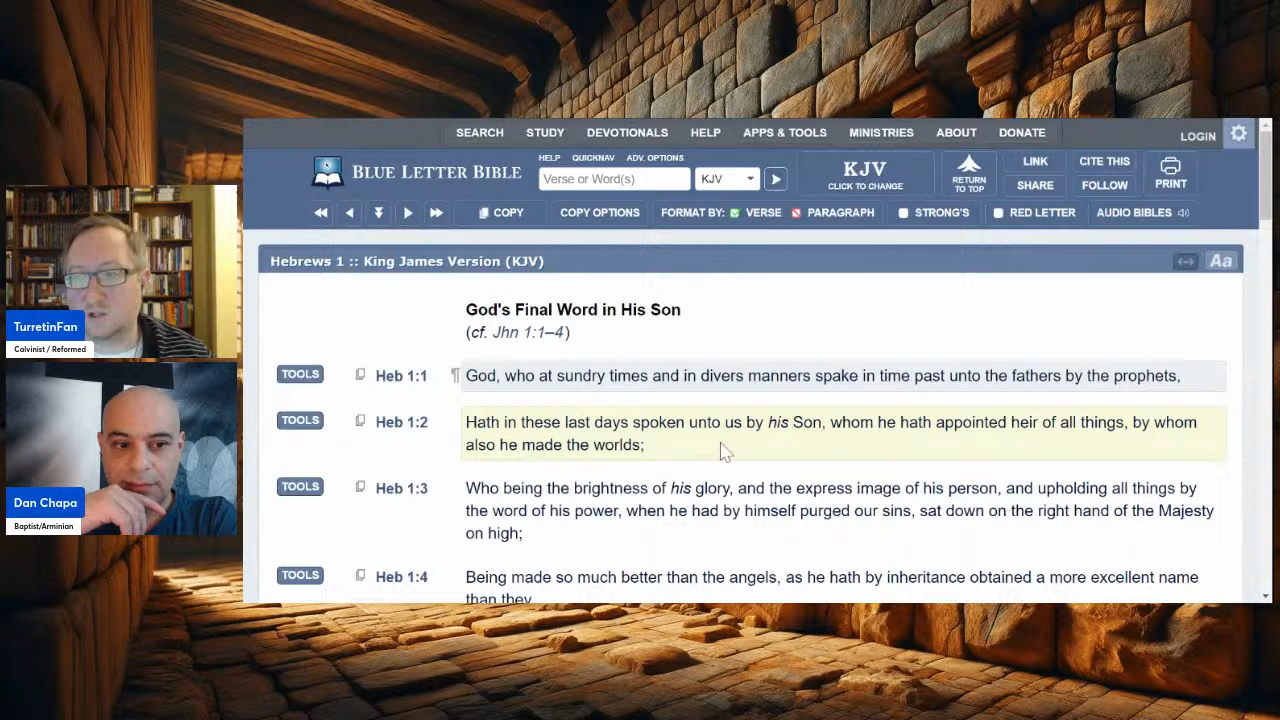 SEARCH STUDY DEVOTIONALS HELP APPS & TOOLS MINISTRIES ABOUT DONATE LOGIN
BLUE LETTER BIBLE
HELP QUICKNAV ADV. OPTIONS
Verse or Word(s) KJV
KJV
CLICK TO CHANGE
RETURN
TO TOP
LINK CITE THIS
SHARE FOLLOW
PRINT
COPY COPY OPTIONS FORMAT BY: VERSE PARAGRAPH STRONG'S RED LETTER AUDIO BIBLES
Hebrews 1 :: King James Version (KJV) Aa
God's Final Word in His Son
(cf. Jhn 1:1–4)
TOOLS Heb 1:1 ¶ God, who at sundry times and in divers manners spake in time past unto the fathers by the prophets,
TOOLS Heb 1:2 Hath in these last days spoken unto us by his Son, whom he hath appointed heir of all things, by whom
also he made the worlds;
TOOLS Heb 1:3 Who being the brightness of his glory, and the express image of his person, and upholding all things by
the word of his power, when he had by himself purged our sins, sat down on the right hand of the Majesty
on high;
TOOLS Heb 1:4 Being made so much better than the angels, as he hath by inheritance obtained a more excellent name
than they
TurretinFan
Calvinist / Reformed
Dan Chapa
Baptist/Arminian